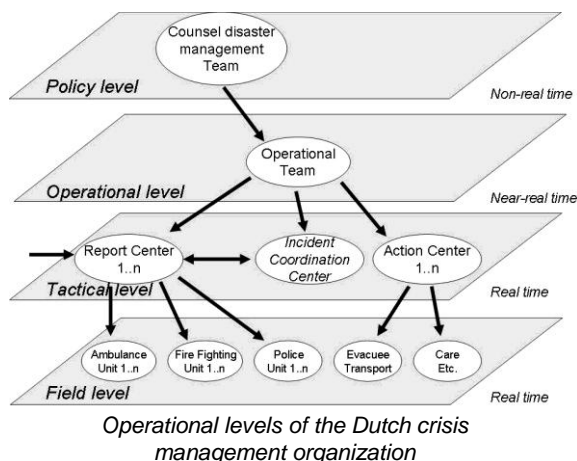 Counsel disaster
management
Team
Policy level
Non-real time
Operational
Team
Operational level
Near-real time
Report Center
1..n
Incident
Coordination
Center
Action Center
1..n
Tactical level
Real time
Ambulance
Unit 1..n
Fire Fighting
Unit 1..n
Police
Unit 1..n
Evacuee
Transport
Care
Etc.
Field level
Real time
Operational levels of the Dutch crisis
management organization